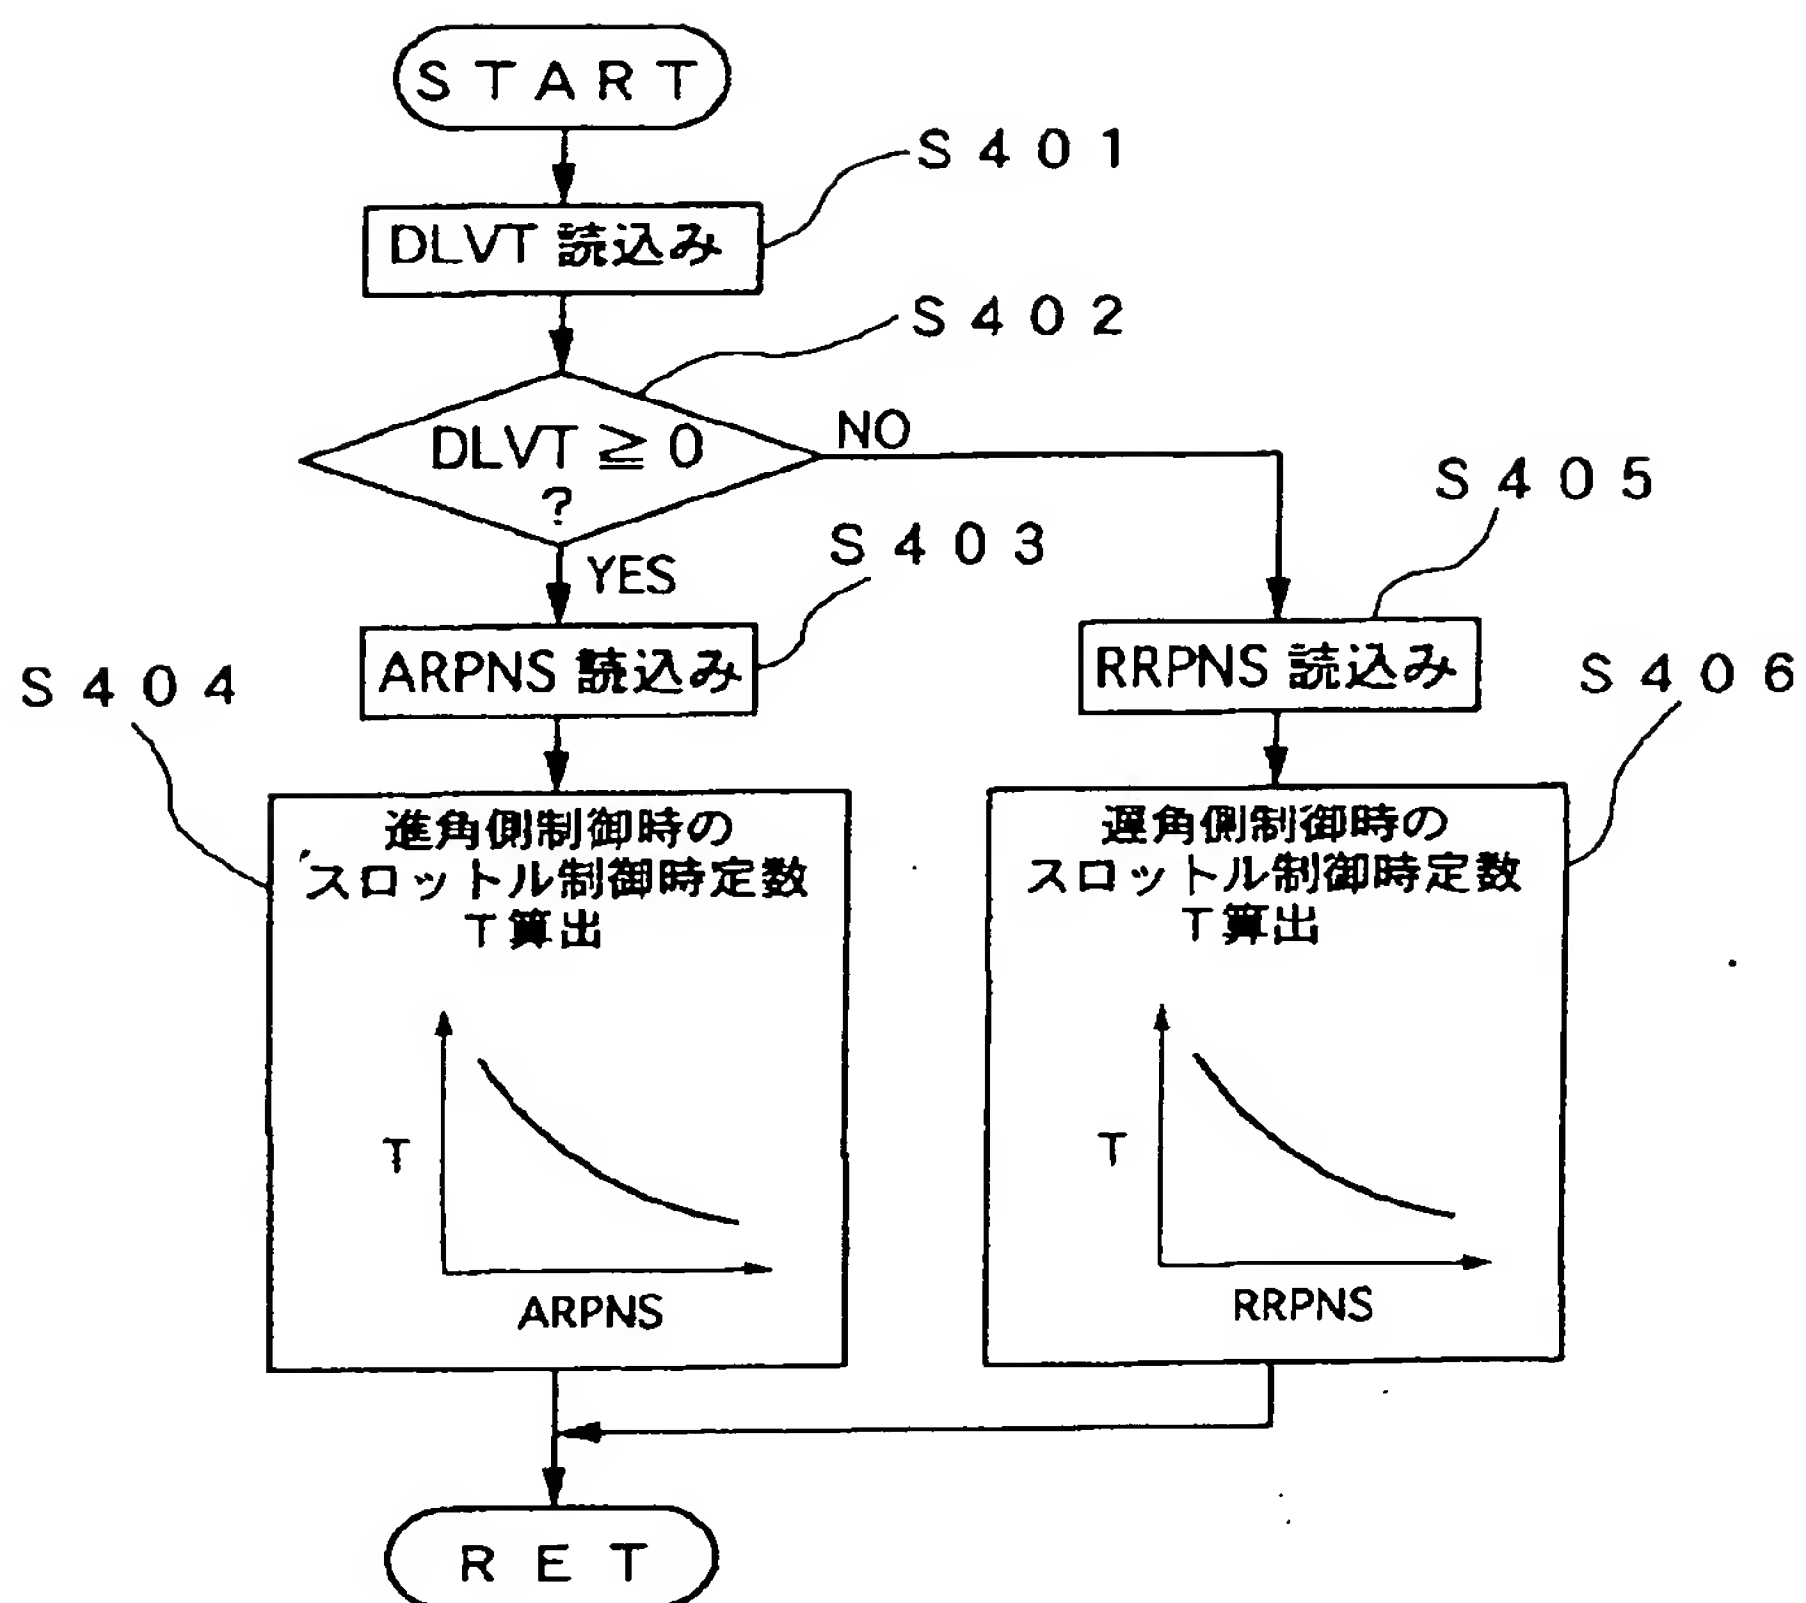 START
S401
DLVT 読込み
S402
DLVT ≧ 0
?
NO
YES
S403
ARPNS 読込み
S404
進角側制御時の
スロットル制御時定数
T算出
T
ARPNS
S405
RRPNS 読込み
S406
遅角側制御時の
スロットル制御時定数
T算出
T
RRPNS
RET